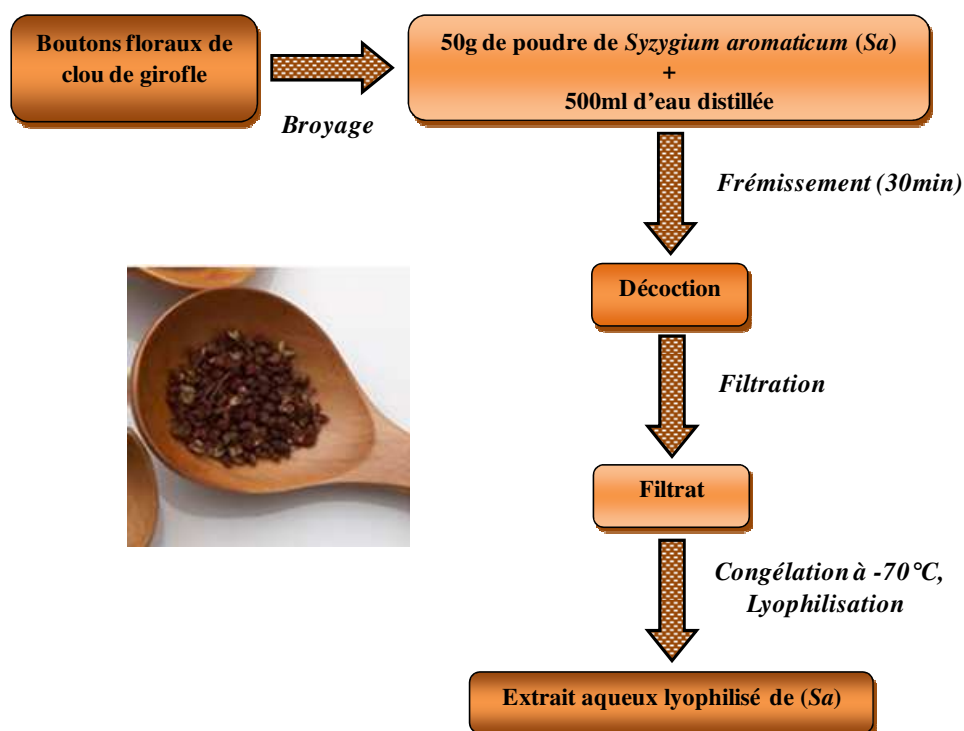 Boutons floraux de
clou de girofle
Broyage
50g de poudre de Syzygium aromaticum (Sa)
+
500ml d'eau distillée
Frémissement (30min)
Décoction
Filtration
Filtrat
Congélation à -70°C,
Lyophilisation
Extrait aqueux lyophilisé de (Sa)